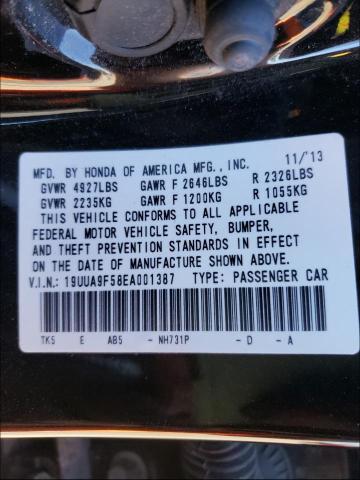 MFD. BY HONDA OF AMERICA MFG., INC. 11/'13
GVWR 4927LBS GAWR F 2646LBS R 2326LBS
GVWR 2235KG GAWR F 1200KG R 1055KG
THIS VEHICLE CONFORMS TO ALL APPLICABLE
FEDERAL MOTOR VEHICLE SAFETY, BUMPER,
AND THEFT PREVENTION STANDARDS IN EFFECT
ON THE DATE OF MANUFACTURE SHOWN ABOVE.
V.I.N.: 19UUA9F58EA001387 TYPE: PASSENGER CAR
TK5 E AB5 - NH731P - D - A